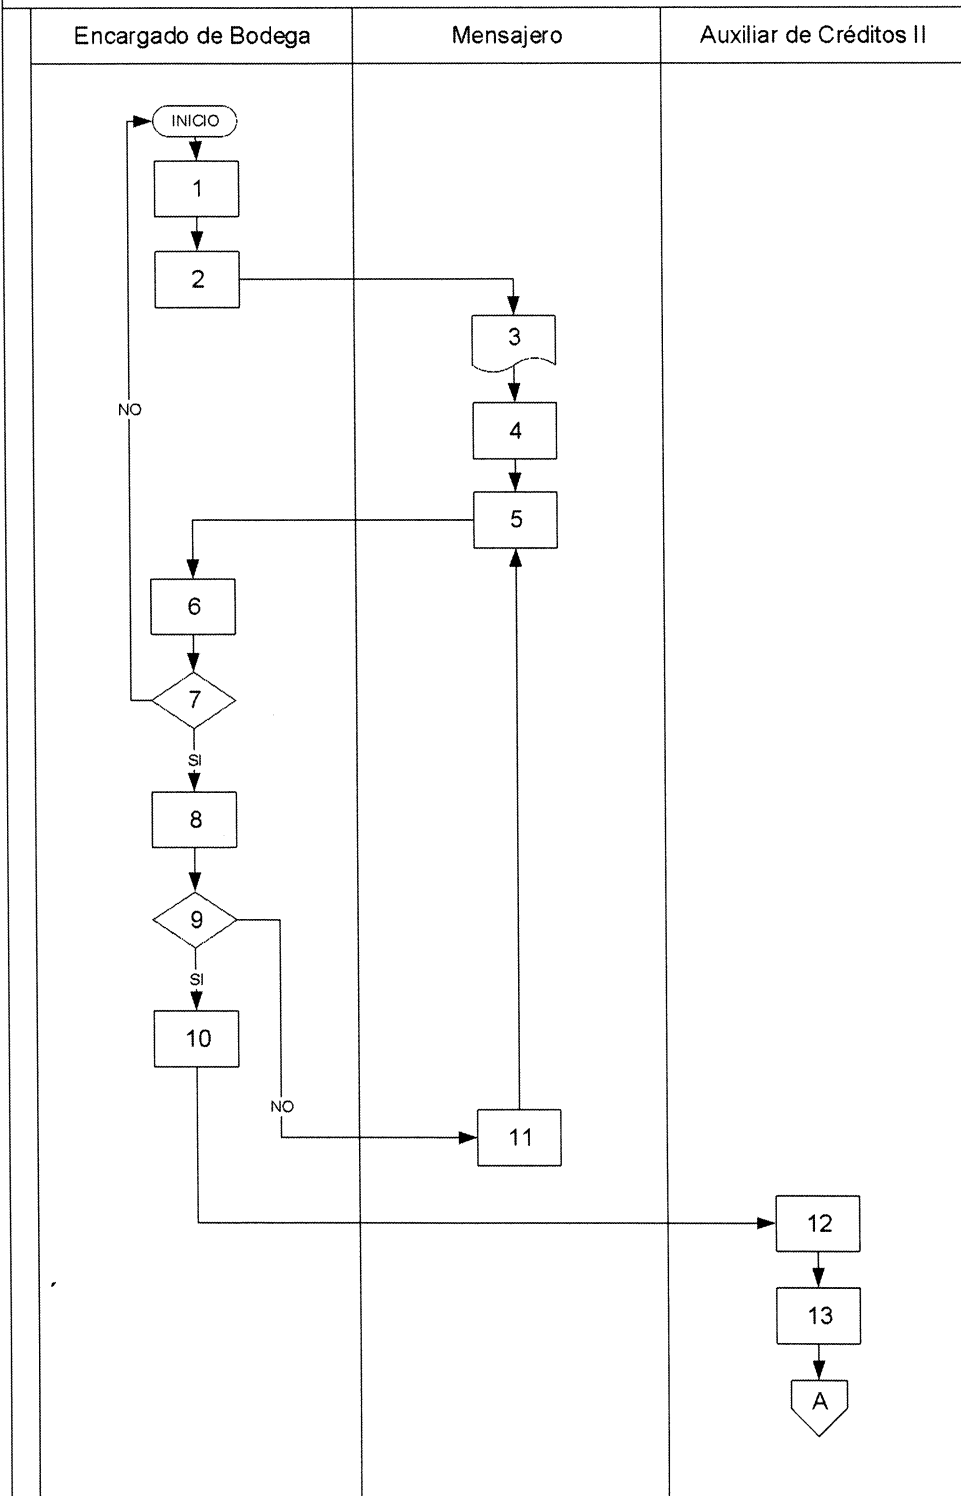 Encargado de Bodega
Mensajero
Auxiliar de Créditos II
INICIO
1
2
3
NO
4
5
6
7
SI
8
9
SI
10
NO
11
12
13
A